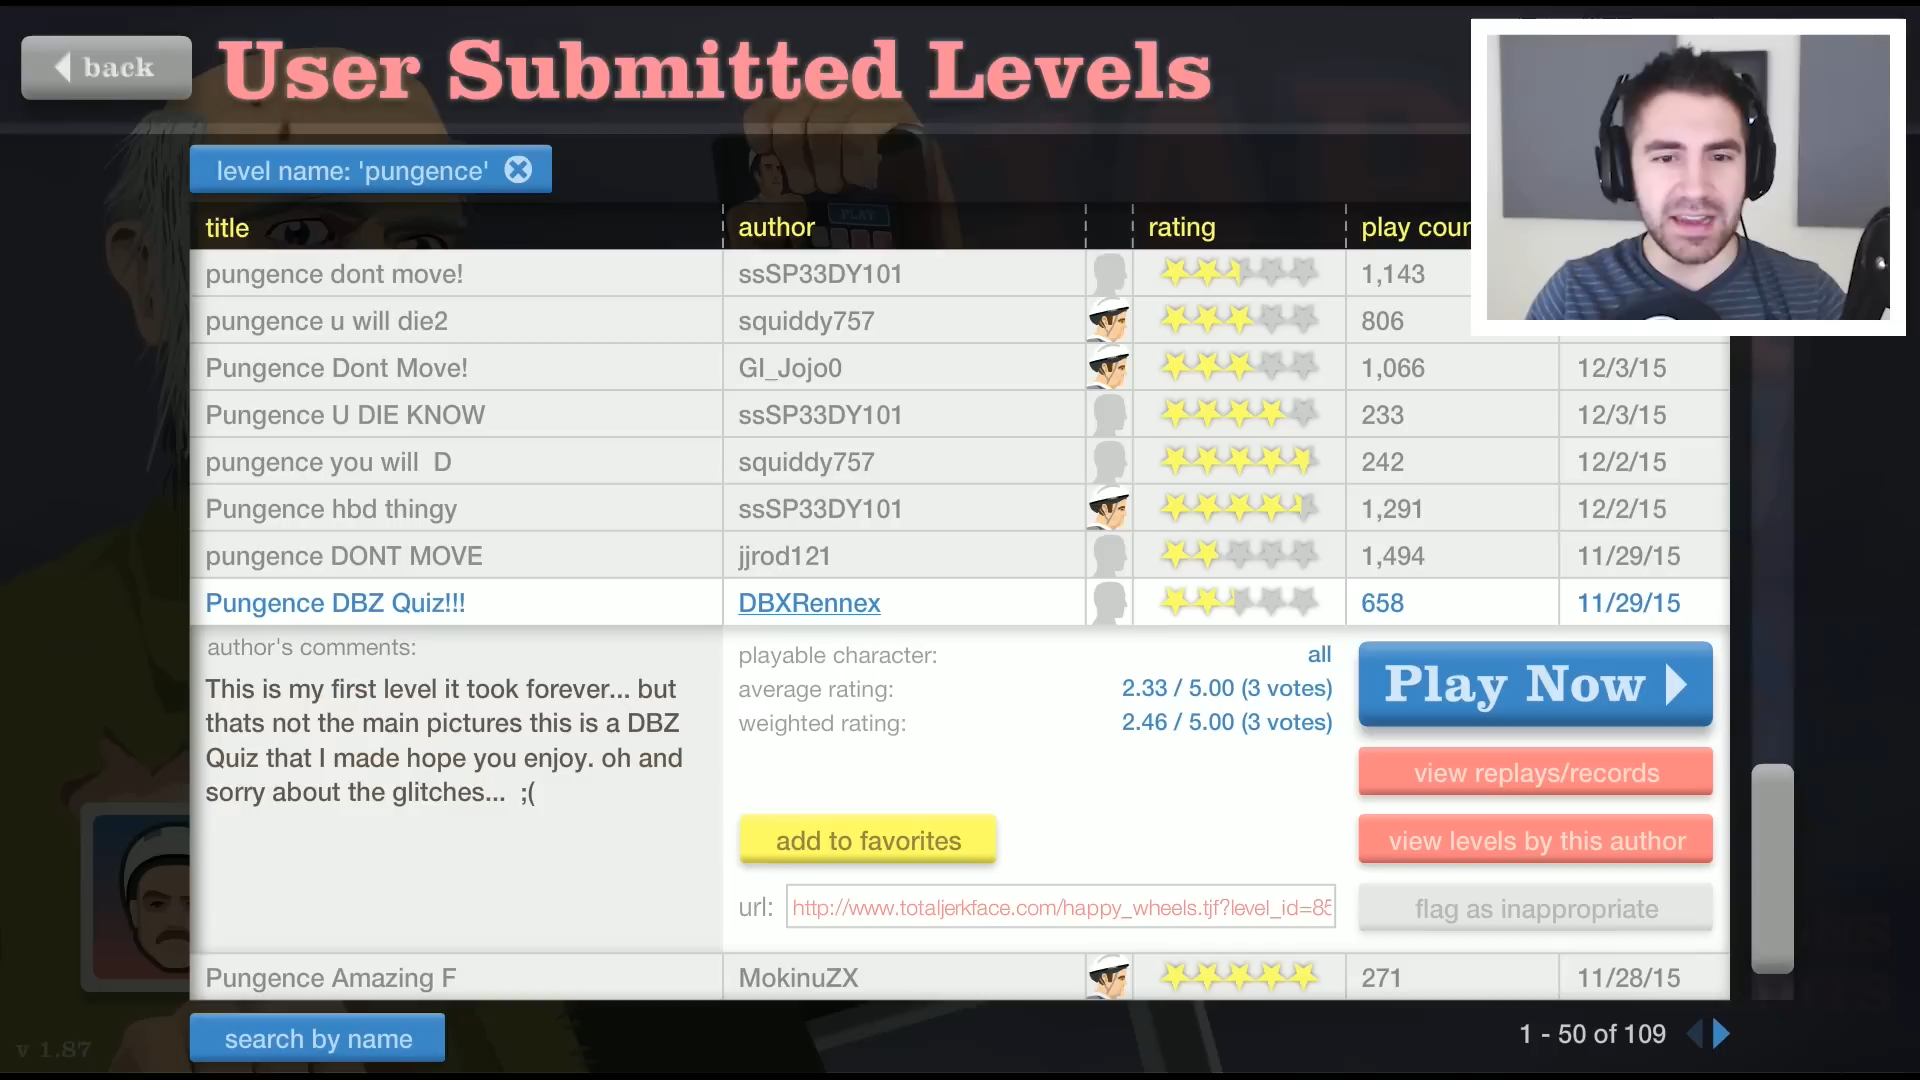 back
User Submitted Levels
level name: 'pungence'
title author rating play coun
pungence dont move! ssSP33DY101 1,143
pungence u will die2 squiddy757 806
Pungence Dont Move! GI_Jojo0 1,066 12/3/15
Pungence U DIE KNOW ssSP33DY101 233 12/3/15
pungence you will D squiddy757 242 12/2/15
Pungence hbd thingy ssSP33DY101 1,291 12/2/15
pungence DONT MOVE jjrod121 1,494 11/29/15
Pungence DBZ Quiz!!! DBXRennex 658 11/29/15
author's comments:
This is my first level it took forever... but
thats not the main pictures this is a DBZ
Quiz that I made hope you enjoy. oh and
sorry about the glitches... ;(
playable character: all
average rating: 2.33 / 5.00 (3 votes)
weighted rating: 2.46 / 5.00 (3 votes)
add to favorites
url: http://www.totaljerkface.com/happy_wheels.tjf?level_id=85
Play Now
view replays/records
view levels by this author
flag as inappropriate
Pungence Amazing F MokinuZX 271 11/28/15
search by name
1 - 50 of 109
v 1.87
PLAY